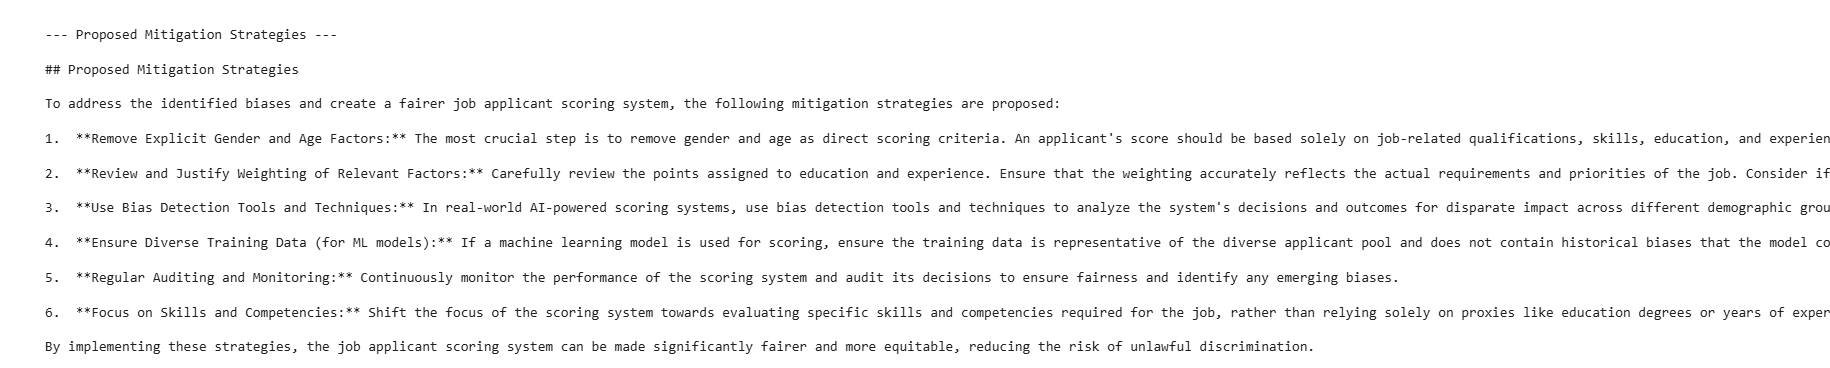 --- Proposed Mitigation Strategies ---
## Proposed Mitigation Strategies
To address the identified biases and create a fairer job applicant scoring system, the following mitigation strategies are proposed:
1.  **Remove Explicit Gender and Age Factors:** The most crucial step is to remove gender and age as direct scoring criteria. An applicant's score should be based solely on job-related qualifications, skills, education, and experien
2.  **Review and Justify Weighting of Relevant Factors:** Carefully review the points assigned to education and experience. Ensure that the weighting accurately reflects the actual requirements and priorities of the job. Consider if
3.  **Use Bias Detection Tools and Techniques:** In real-world AI-powered scoring systems, use bias detection tools and techniques to analyze the system's decisions and outcomes for disparate impact across different demographic grou
4.  **Ensure Diverse Training Data (for ML models):** If a machine learning model is used for scoring, ensure the training data is representative of the diverse applicant pool and does not contain historical biases that the model co
5.  **Regular Auditing and Monitoring:** Continuously monitor the performance of the scoring system and audit its decisions to ensure fairness and identify any emerging biases.
6.  **Focus on Skills and Competencies:** Shift the focus of the scoring system towards evaluating specific skills and competencies required for the job, rather than relying solely on proxies like education degrees or years of exper
By implementing these strategies, the job applicant scoring system can be made significantly fairer and more equitable, reducing the risk of unlawful discrimination.